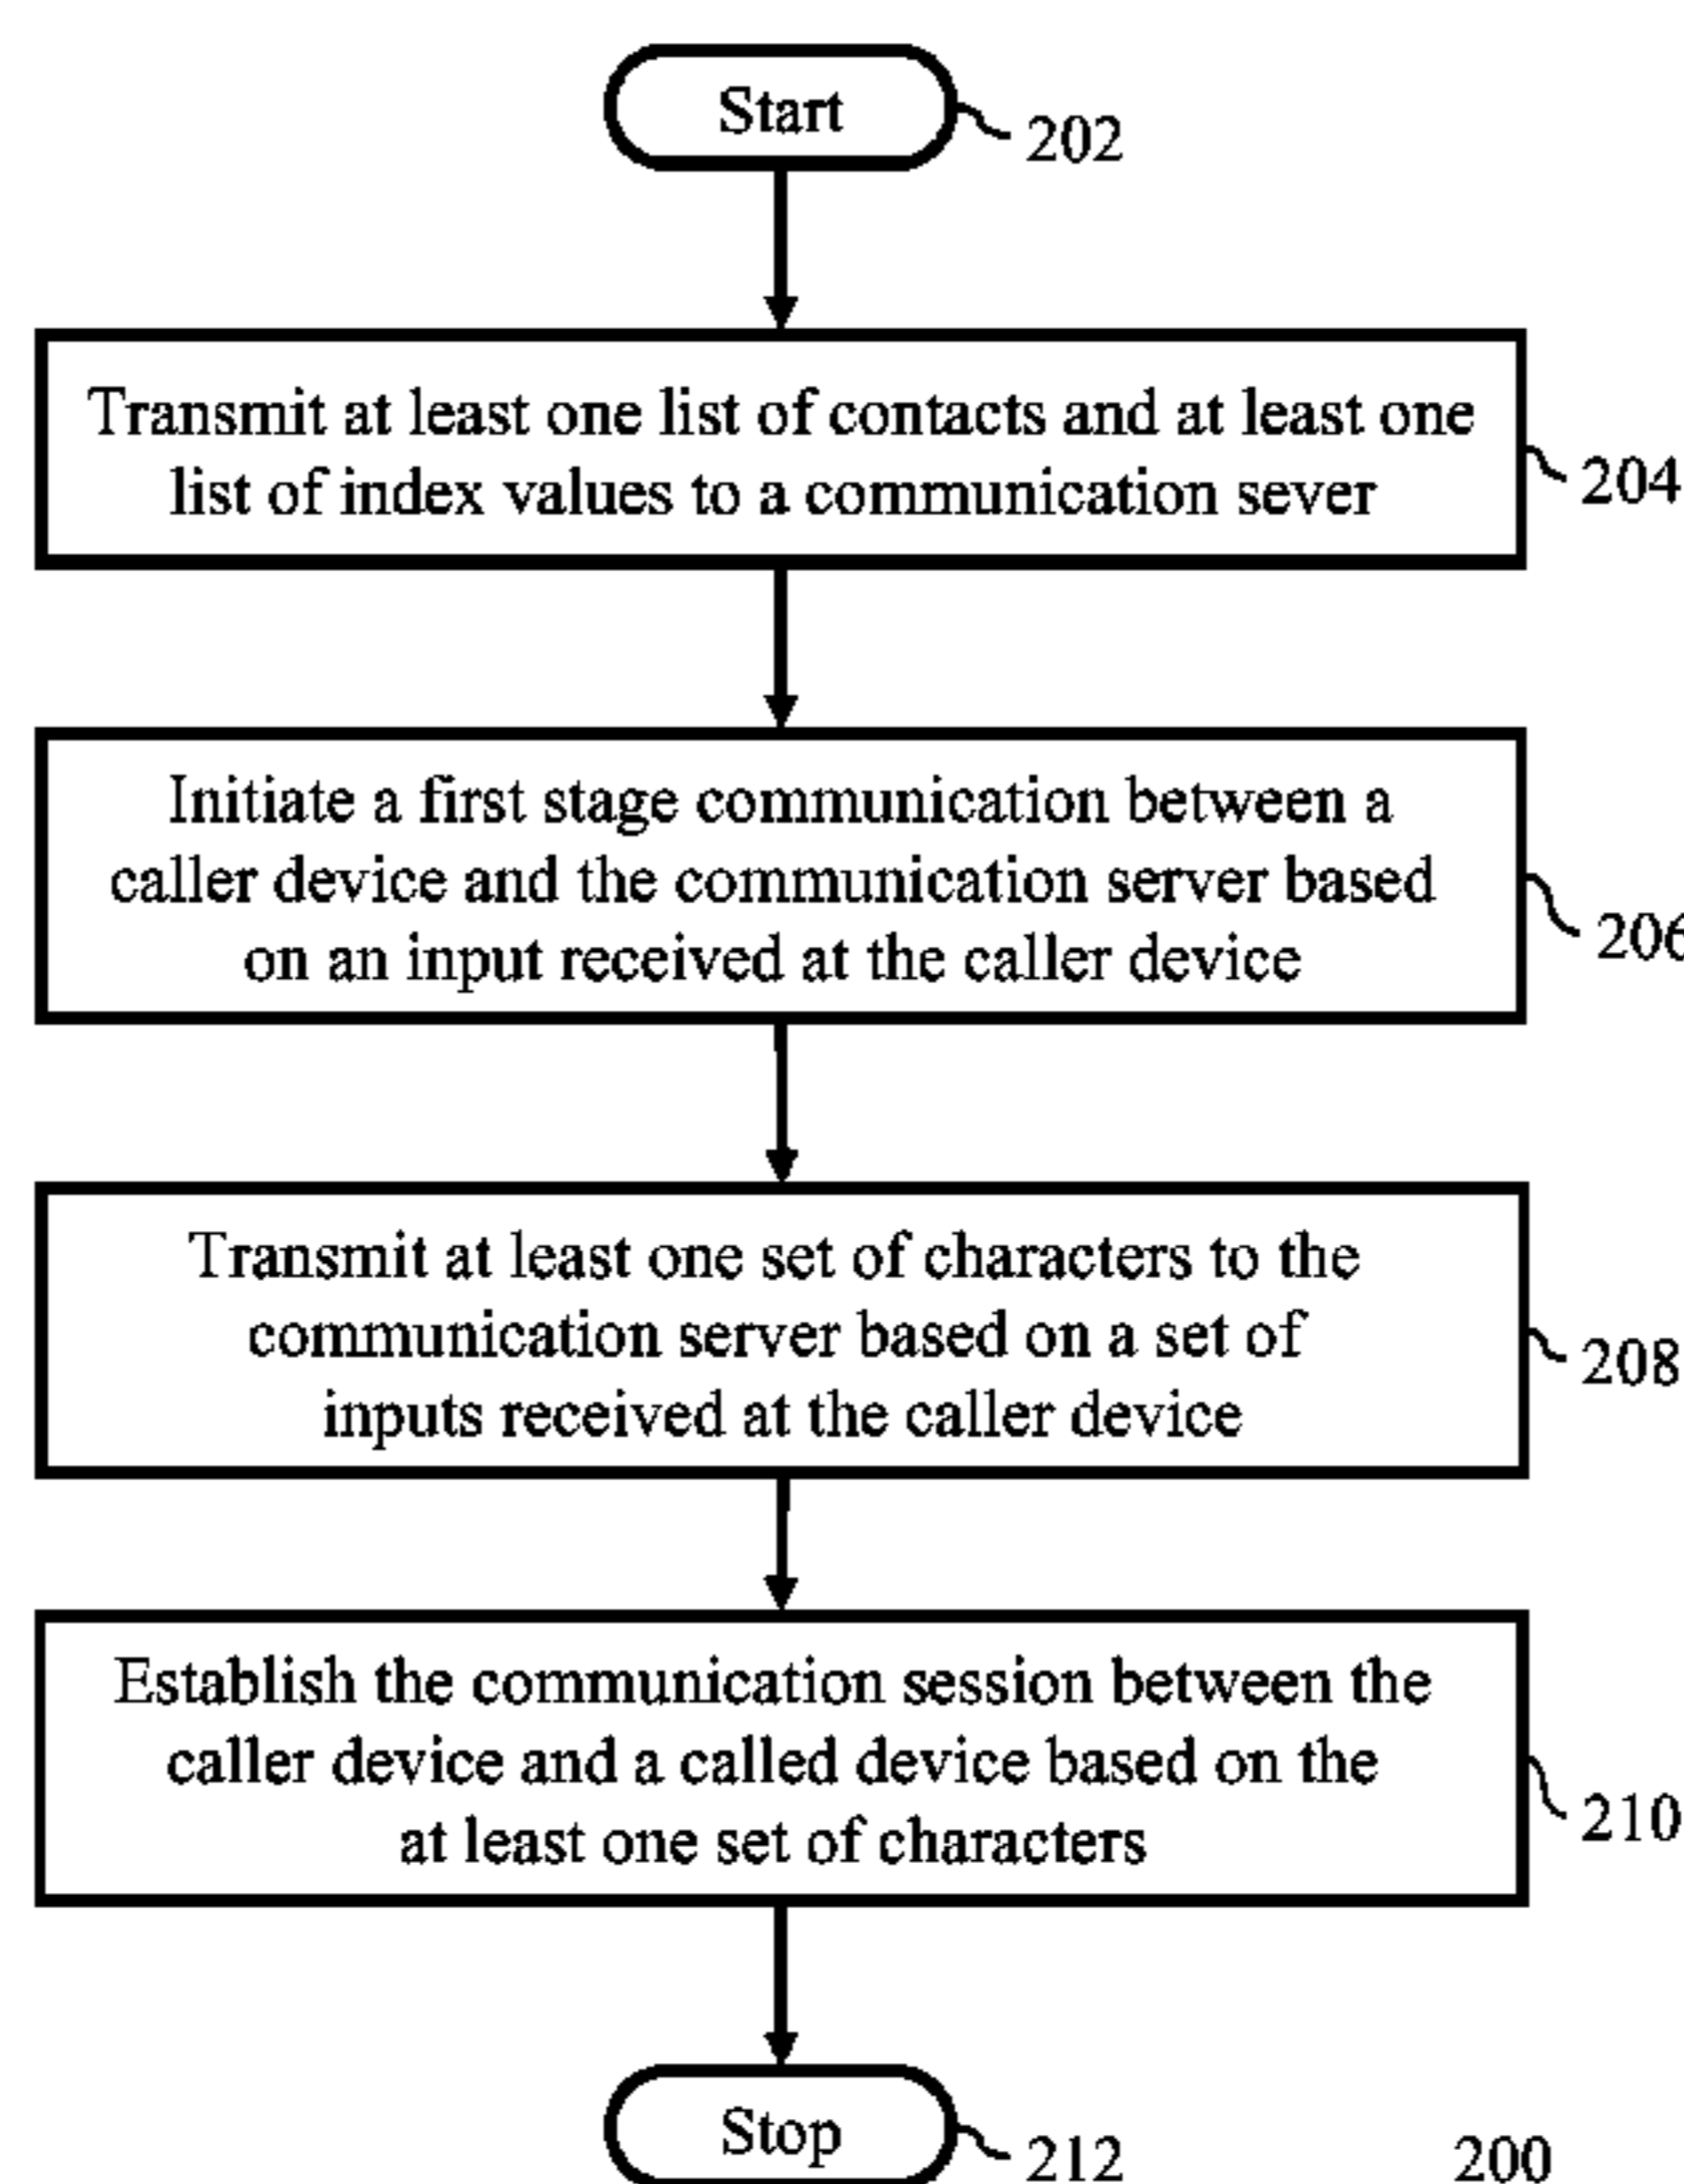 Start
202
Transmit at least one list of contacts and at least one
list of index values to a communication sever
204
Initiate a first stage communication between a
caller device and the communication server based
on an input received at the caller device
206
Transmit at least one set of characters to the
communication server based on a set of
inputs received at the caller device
208
Establish the communication session between the
caller device and a called device based on the
at least one set of characters
210
Stop
212
200